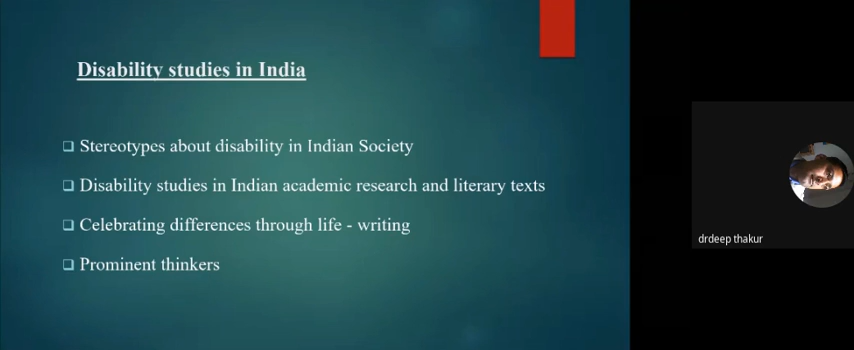 Disability studies in India
Stereotypes about disability in Indian Society
Disability studies in Indian academic research and literary texts
Celebrating differences through life - writing
Prominent thinkers
drdeep thakur